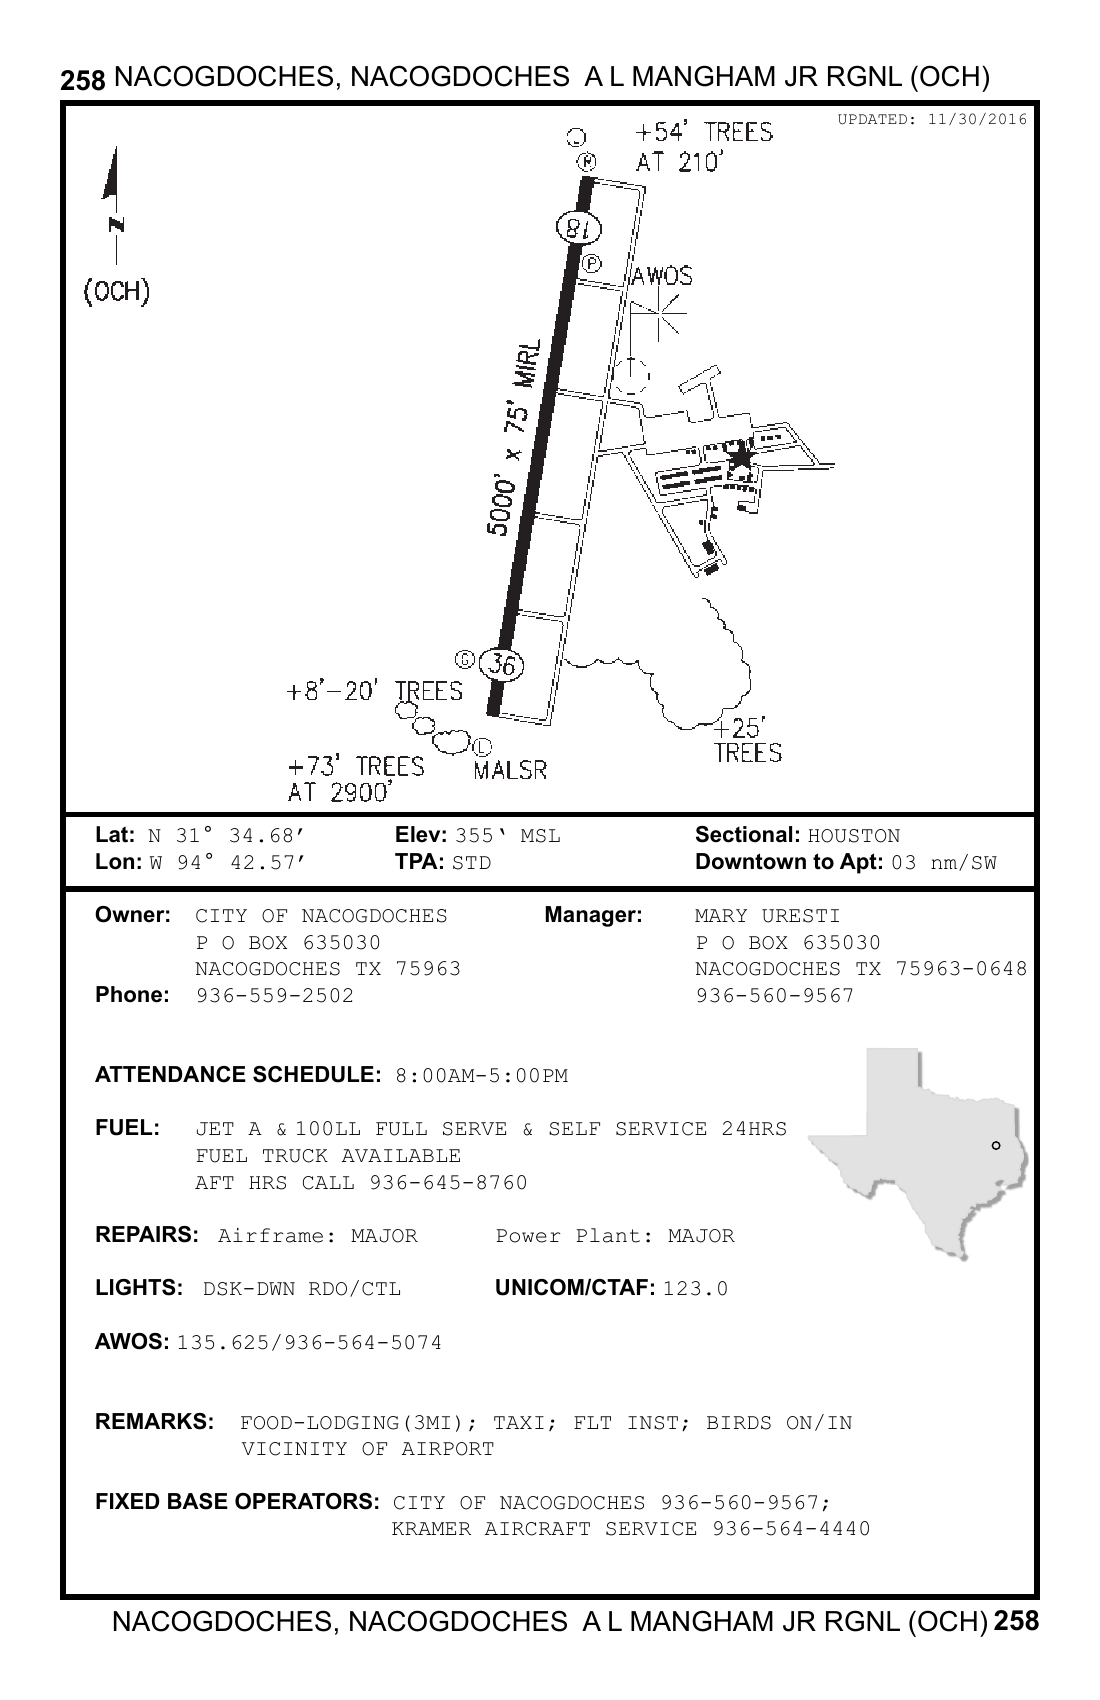 258 NACOGDOCHES, NACOGDOCHES A L MANGHAM JR RGNL (OCH)
UPDATED: 11/30/2016
+54' TREES
AT 210'
R
N
18
P
(OCH)
AWOS
5000' x 75' MIRL
G
36
+8'-20' TREES
+25'
TREES
L
+73' TREES
AT 2900'
MALSR
Lat: N 31° 34.68′ Elev: 355‛ MSL Sectional: HOUSTON
Lon: W 94° 42.57′ TPA: STD Downtown to Apt: 03 nm/SW
Owner: CITY OF NACOGDOCHES Manager: MARY URESTI
P O BOX 635030 P O BOX 635030
NACOGDOCHES TX 75963 NACOGDOCHES TX 75963-0648
Phone: 936-559-2502 936-560-9567
ATTENDANCE SCHEDULE: 8:00AM-5:00PM
FUEL: JET A & 100LL FULL SERVE & SELF SERVICE 24HRS
FUEL TRUCK AVAILABLE
AFT HRS CALL 936-645-8760
REPAIRS: Airframe: MAJOR Power Plant: MAJOR
LIGHTS: DSK-DWN RDO/CTL UNICOM/CTAF: 123.0
AWOS: 135.625/936-564-5074
REMARKS: FOOD-LODGING(3MI); TAXI; FLT INST; BIRDS ON/IN
VICINITY OF AIRPORT
FIXED BASE OPERATORS: CITY OF NACOGDOCHES 936-560-9567;
KRAMER AIRCRAFT SERVICE 936-564-4440
NACOGDOCHES, NACOGDOCHES A L MANGHAM JR RGNL (OCH) 258